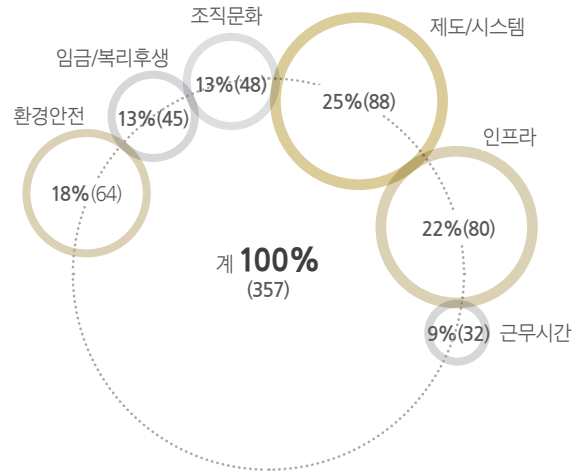 조직문화
13%(48)
제도/시스템
25%(88)
임금/복리후생
13%(45)
환경안전
18%(64)
인프라
22%(80)
계 100%
(357)
9%(32) 근무시간